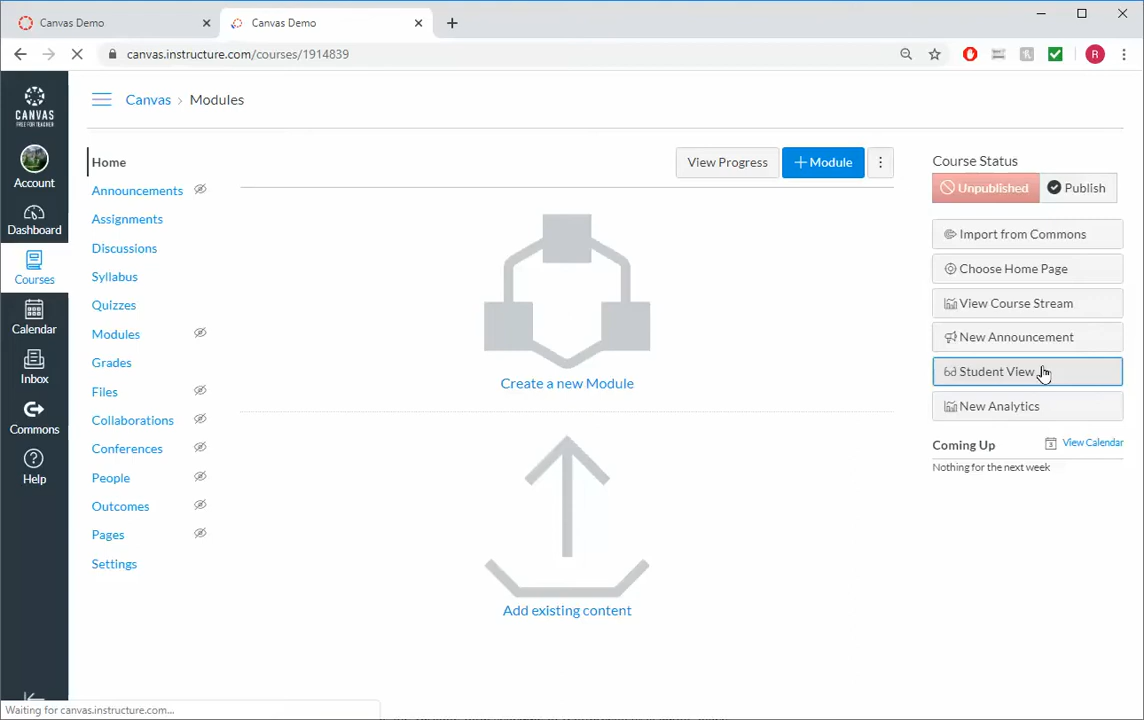 Canvas Demo
Canvas Demo
canvas.instructure.com/courses/1914839
R
CANVAS
FREE-FOR-TEACHER
Account
Dashboard
Courses
Calendar
Inbox
Commons
Help
Canvas › Modules
Home
Announcements
Assignments
Discussions
Syllabus
Quizzes
Modules
Grades
Files
Collaborations
Conferences
People
Outcomes
Pages
Settings
View Progress
+ Module
Create a new Module
Add existing content
Course Status
Unpublished
Publish
Import from Commons
Choose Home Page
View Course Stream
New Announcement
Student View
New Analytics
Coming Up
View Calendar
Nothing for the next week
Waiting for canvas.instructure.com...